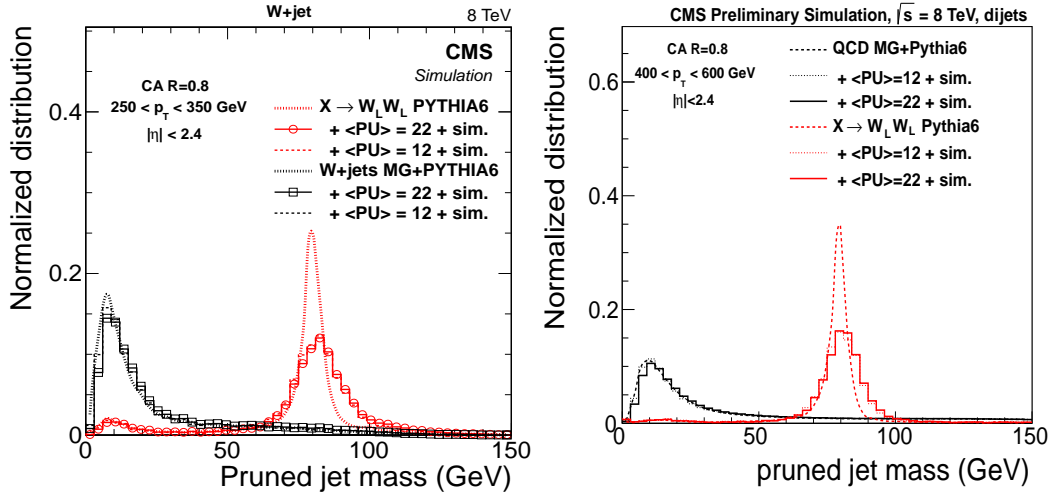 W+jet
8 TeV
Normalized distribution
0.4
0.2
0
CMS
Simulation
CA R=0.8
250 < p_T < 350 GeV
|η| < 2.4
X → W_L W_L PYTHIA6
+ <PU> = 22 + sim.
+ <PU> = 12 + sim.
W+jets MG+PYTHIA6
+ <PU> = 22 + sim.
+ <PU> = 12 + sim.
0 50 100 150
Pruned jet mass (GeV)
CMS Preliminary Simulation, √s = 8 TeV, dijets
Normalized distribution
0.6
0.4
0.2
0
CA R=0.8
400 < p_T < 600 GeV
|η|<2.4
QCD MG+Pythia6
+ <PU>=12 + sim.
+ <PU>=22 + sim.
X → W_L W_L Pythia6
+ <PU>=12 + sim.
+ <PU>=22 + sim.
0 50 100 150
pruned jet mass (GeV)